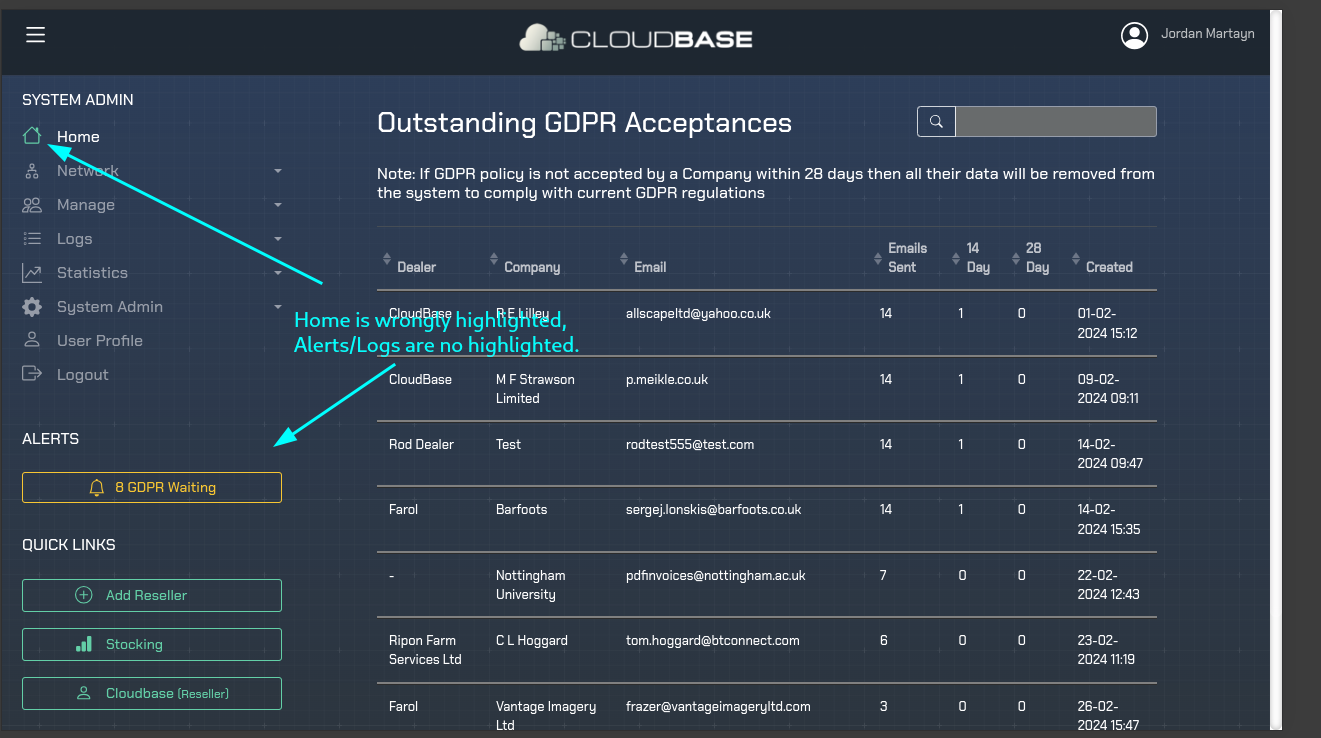 CLOUDBASE
Jordan Martayn
SYSTEM ADMIN
Home
Network
Manage
Logs
Statistics
System Admin
User Profile
Logout
ALERTS
8 GDPR Waiting
QUICK LINKS
Add Reseller
Stocking
Cloudbase (Reseller)
Outstanding GDPR Acceptances
Note: If GDPR policy is not accepted by a Company within 28 days then all their data will be removed from
the system to comply with current GDPR regulations
Home is wrongly highlighted,
Alerts/Logs are no highlighted.
Dealer Company Email Emails Sent 14 Day 28 Day Created
CloudBase R E Lilley allscapeltd@yahoo.co.uk 14 1 0 01-02-
2024 15:12
CloudBase M F Strawson p.meikle.co.uk 14 1 0 09-02-
Limited 2024 09:11
Rod Dealer Test rodtest555@test.com 14 1 0 14-02-
2024 09:47
Farol Barfoots sergej.lonskis@barfoots.co.uk 14 1 0 14-02-
2024 15:35
- Nottingham pdfinvoices@nottingham.ac.uk 7 0 0 22-02-
University 2024 12:43
Ripon Farm C L Hoggard tom.hoggard@btconnect.com 6 0 0 23-02-
Services Ltd 2024 11:19
Farol Vantage Imagery frazer@vantageimageryltd.com 3 0 0 26-02-
Ltd 2024 15:47